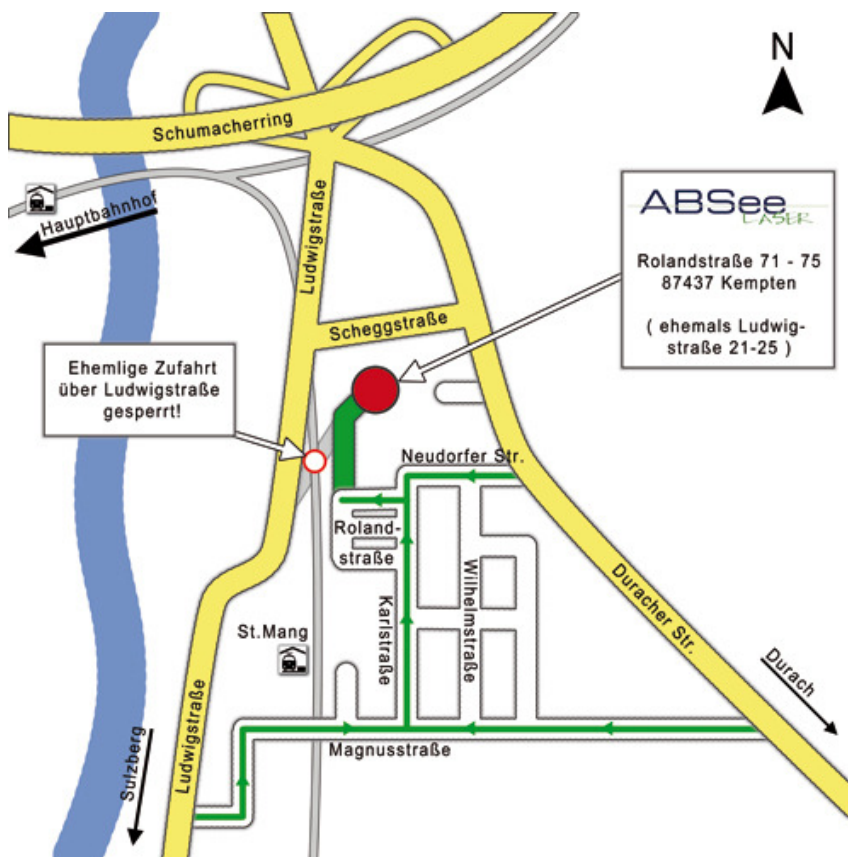 N
Schumacherring
Hauptbahnhof
Ludwigstraße
ABSee
LASER
Rolandstraße 71 - 75
87437 Kempten
( ehemals Ludwig-
straße 21-25 )
Scheggstraße
Ehemlige Zufahrt
über Ludwigstraße
gesperrt!
Neudorfer Str.
Roland-
straße
Karlstraße
Wilhelmstraße
Duracher Str.
St.Mang
Durach
Ludwigstraße
Magnusstraße
Sulzberg